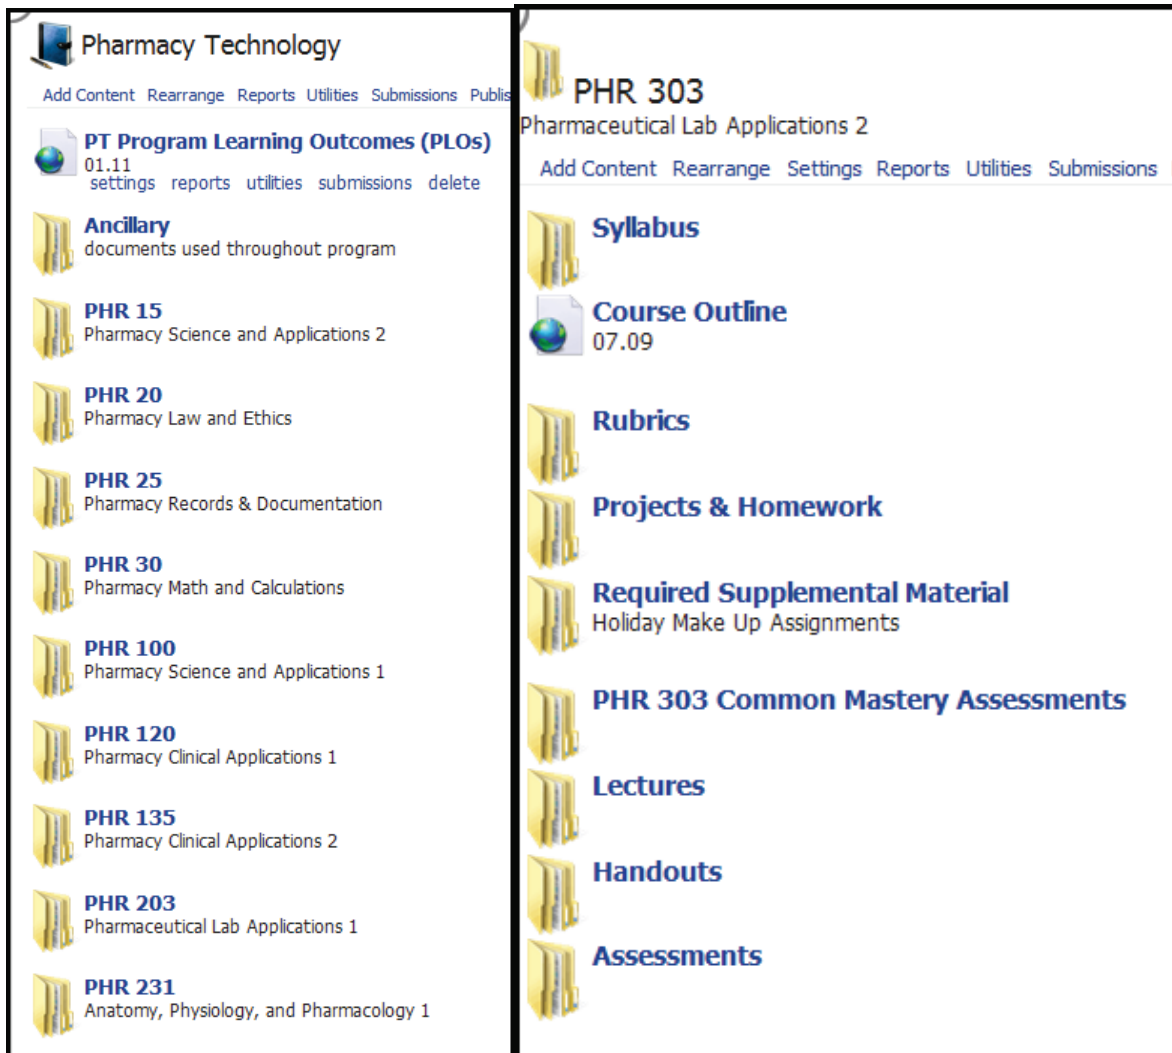 Pharmacy Technology
Add Content Rearrange Reports Utilities Submissions Publis
PT Program Learning Outcomes (PLOs)
01.11
settings reports utilities submissions delete
Ancillary
documents used throughout program
PHR 15
Pharmacy Science and Applications 2
PHR 20
Pharmacy Law and Ethics
PHR 25
Pharmacy Records & Documentation
PHR 30
Pharmacy Math and Calculations
PHR 100
Pharmacy Science and Applications 1
PHR 120
Pharmacy Clinical Applications 1
PHR 135
Pharmacy Clinical Applications 2
PHR 203
Pharmaceutical Lab Applications 1
PHR 231
Anatomy, Physiology, and Pharmacology 1
PHR 303
Pharmaceutical Lab Applications 2
Add Content Rearrange Settings Reports Utilities Submissions
Syllabus
Course Outline
07.09
Rubrics
Projects & Homework
Required Supplemental Material
Holiday Make Up Assignments
PHR 303 Common Mastery Assessments
Lectures
Handouts
Assessments